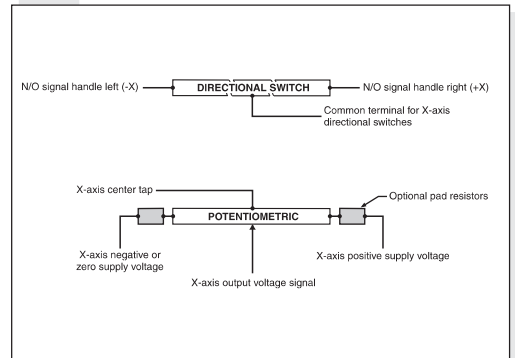 N/O signal handle left (-X)
DIRECTIONAL SWITCH
N/O signal handle right (+X)
Common terminal for X-axis
directional switches
X-axis center tap
Optional pad resistors
POTENTIOMETRIC
X-axis negative or
zero supply voltage
X-axis positive supply voltage
X-axis output voltage signal